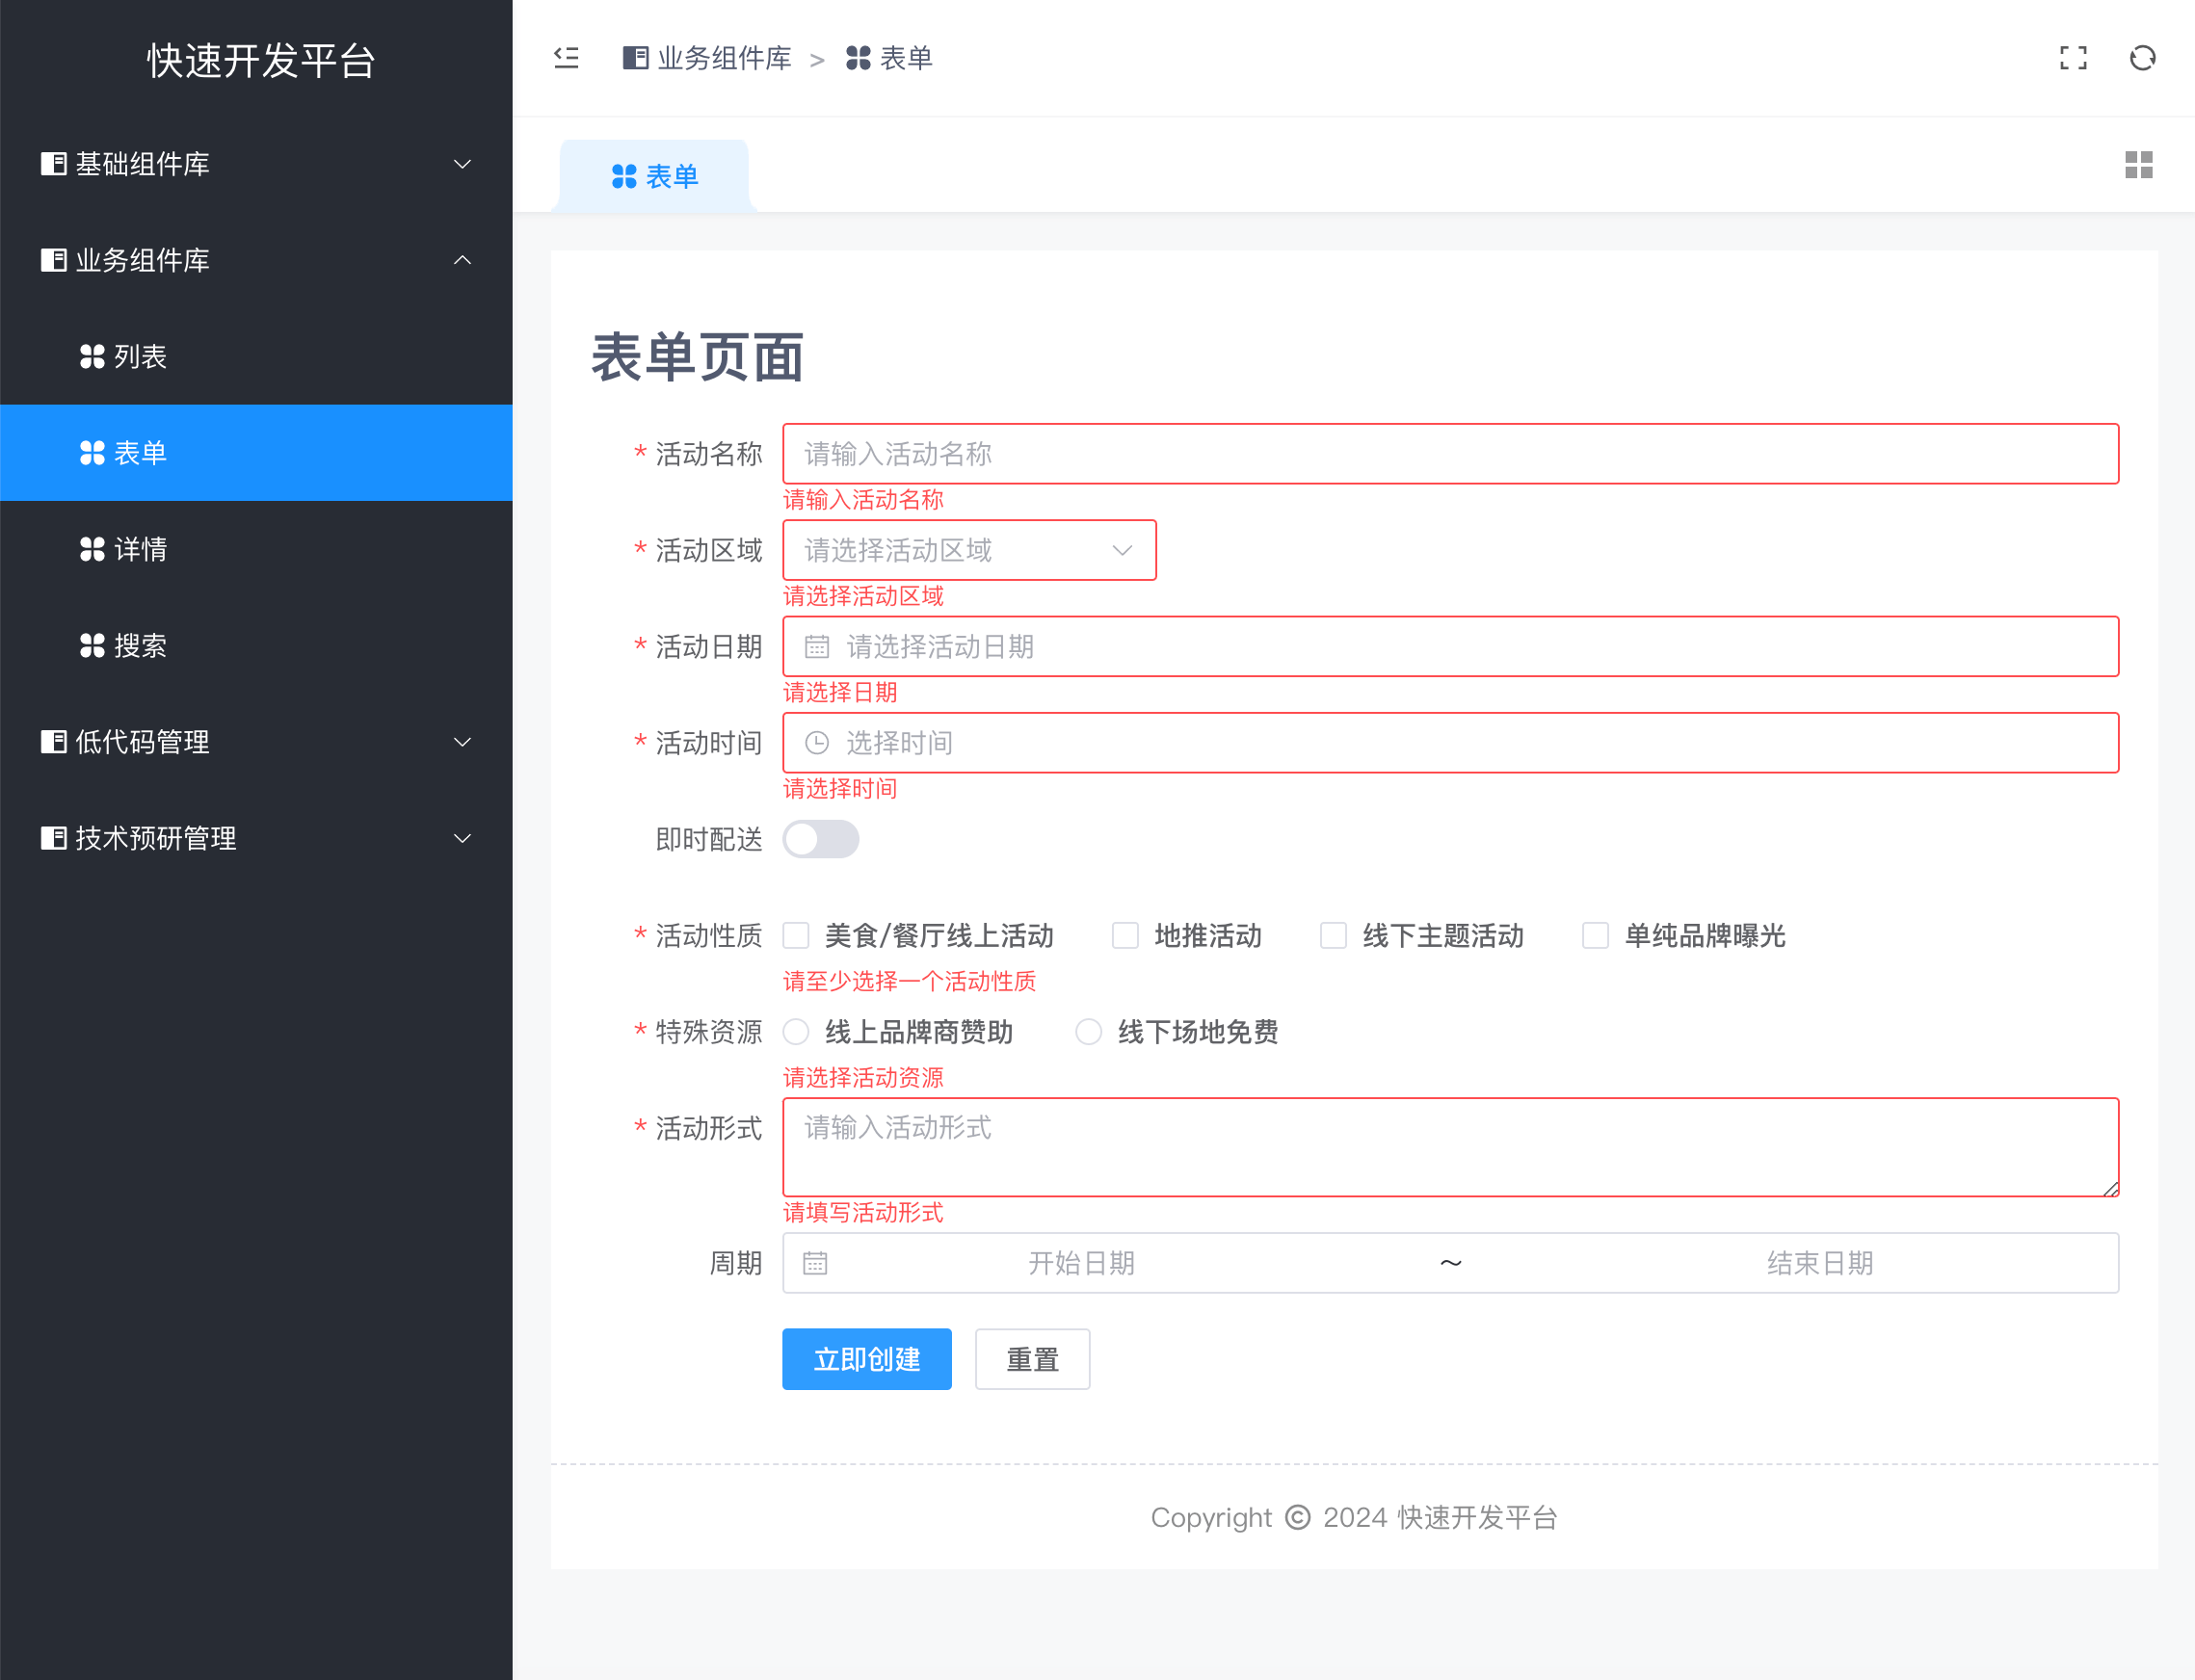 快速开发平台
基础组件库
业务组件库
列表
表单
详情
搜索
低代码管理
技术预研管理
业务组件库 > 表单
表单
表单页面
* 活动名称 请输入活动名称
请输入活动名称
* 活动区域 请选择活动区域
请选择活动区域
* 活动日期 请选择活动日期
请选择日期
* 活动时间 选择时间
请选择时间
即时配送
* 活动性质 美食/餐厅线上活动 地推活动 线下主题活动 单纯品牌曝光
请至少选择一个活动性质
* 特殊资源 线上品牌商赞助 线下场地免费
请选择活动资源
* 活动形式 请输入活动形式
请填写活动形式
周期 开始日期 ~ 结束日期
立即创建 重置
Copyright © 2024 快速开发平台